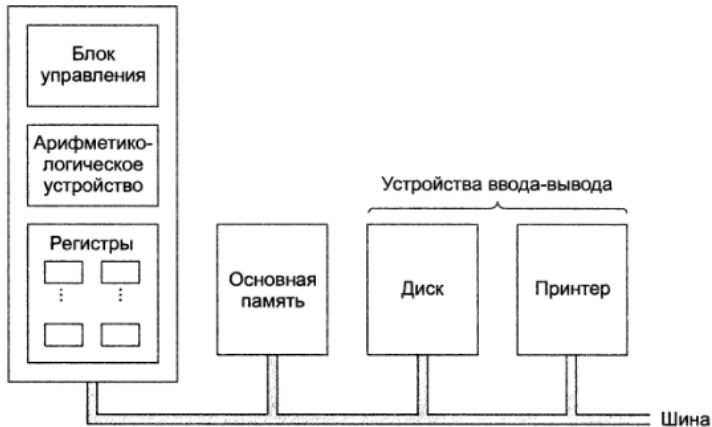 Блок
управления
Арифметико-
логическое
устройство
Регистры
Устройства ввода-вывода
Основная
память
Диск
Принтер
Шина